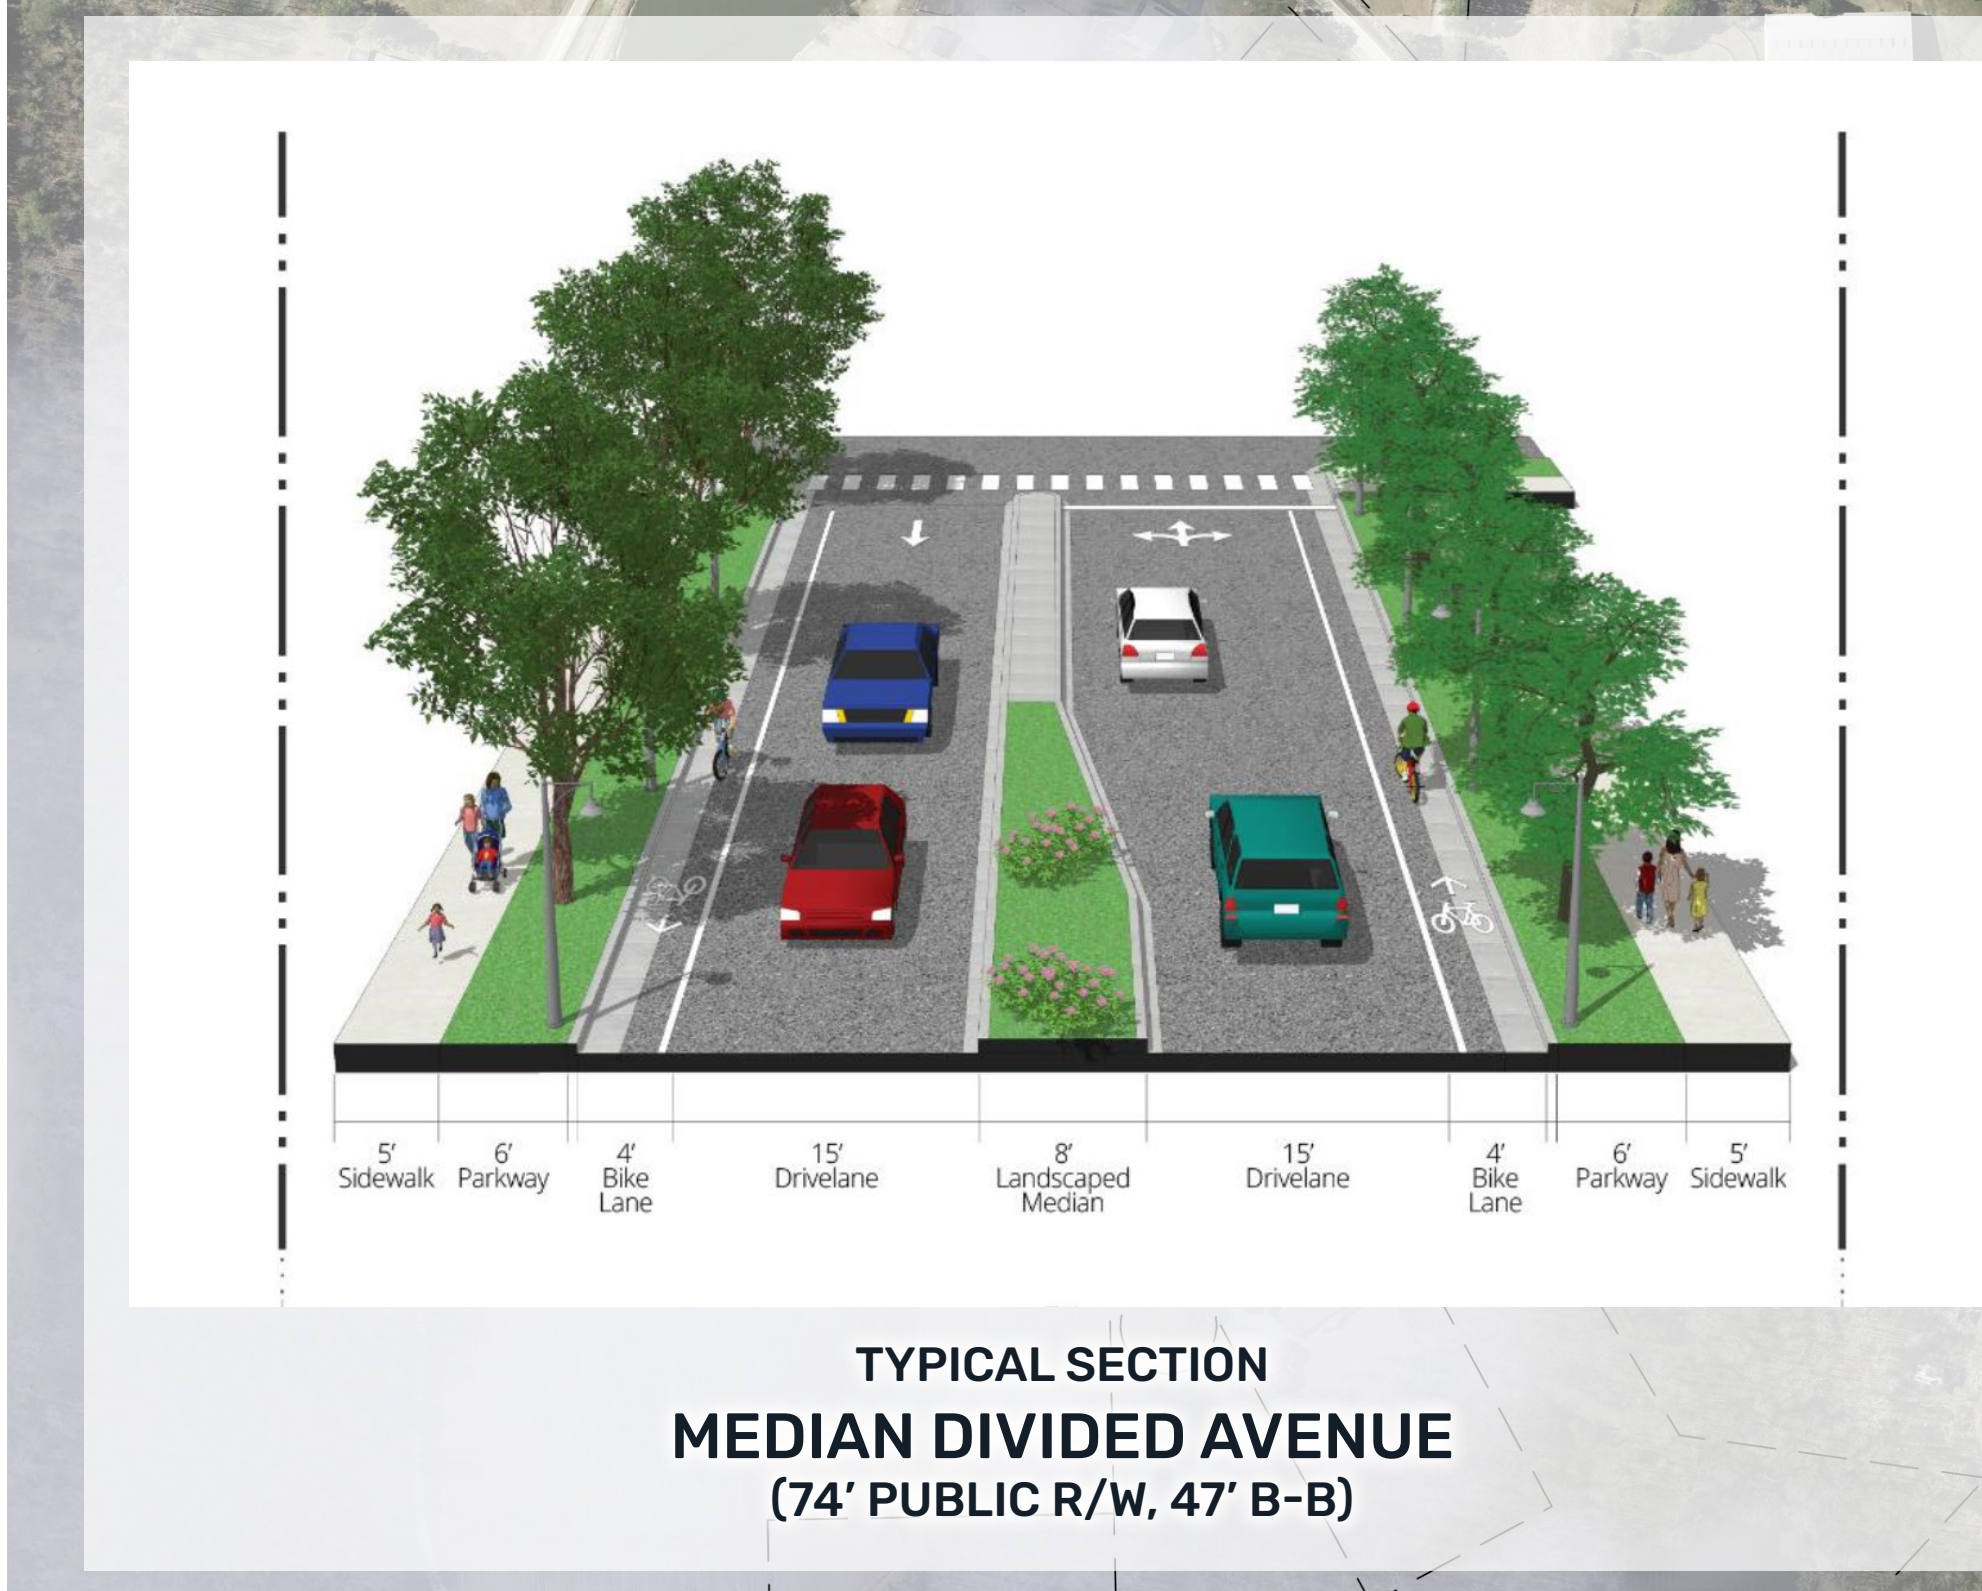 5′
Sidewalk
6′
Parkway
4′
Bike
Lane
15′
Drivelane
8′
Landscaped
Median
15′
Drivelane
4′
Bike
Lane
6′
Parkway
5′
Sidewalk
TYPICAL SECTION
MEDIAN DIVIDED AVENUE
(74′ PUBLIC R/W, 47′ B-B)